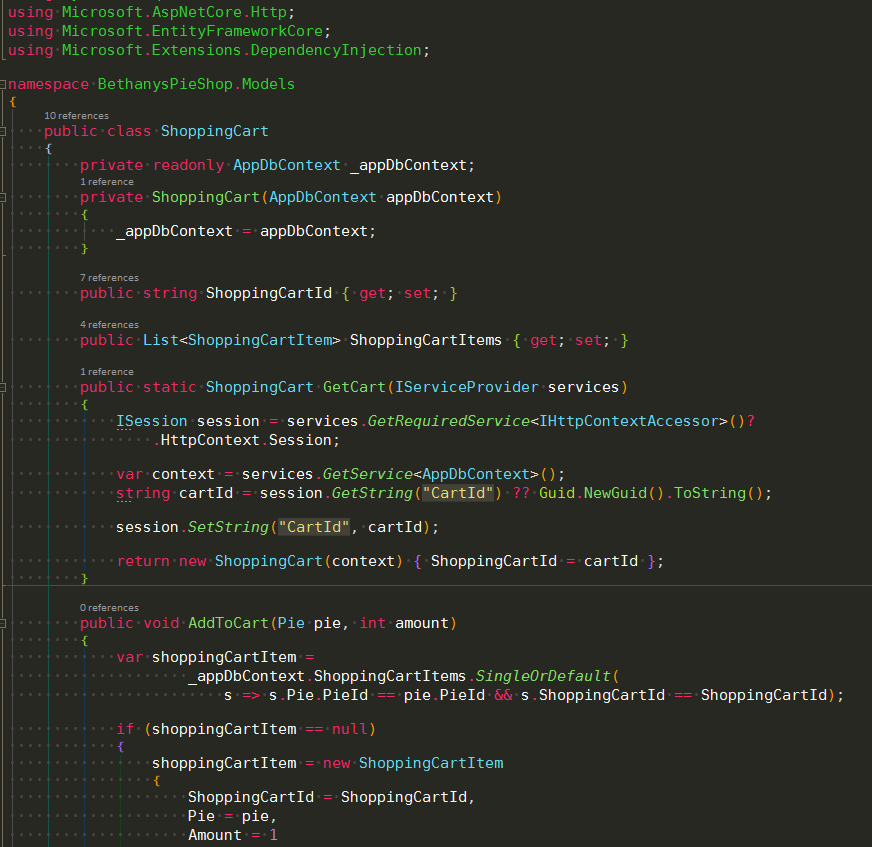 using Microsoft.AspNetCore.Http;
using Microsoft.EntityFrameworkCore;
using Microsoft.Extensions.DependencyInjection;
namespace BethanysPieShop.Models
{
10 references
public class ShoppingCart
{
private readonly AppDbContext _appDbContext;
1 reference
private ShoppingCart(AppDbContext appDbContext)
{
_appDbContext = appDbContext;
}
7 references
public string ShoppingCartId { get; set; }
4 references
public List<ShoppingCartItem> ShoppingCartItems { get; set; }
1 reference
public static ShoppingCart GetCart(IServiceProvider services)
{
ISession session = services.GetRequiredService<IHttpContextAccessor>()?
.HttpContext.Session;
var context = services.GetService<AppDbContext>();
string cartId = session.GetString("CartId") ?? Guid.NewGuid().ToString();
session.SetString("CartId", cartId);
return new ShoppingCart(context) { ShoppingCartId = cartId };
}
0 references
public void AddToCart(Pie pie, int amount)
{
var shoppingCartItem =
_appDbContext.ShoppingCartItems.SingleOrDefault(
s => s.Pie.PieId == pie.PieId && s.ShoppingCartId == ShoppingCartId);
if (shoppingCartItem == null)
{
shoppingCartItem = new ShoppingCartItem
{
ShoppingCartId = ShoppingCartId,
Pie = pie,
Amount = 1